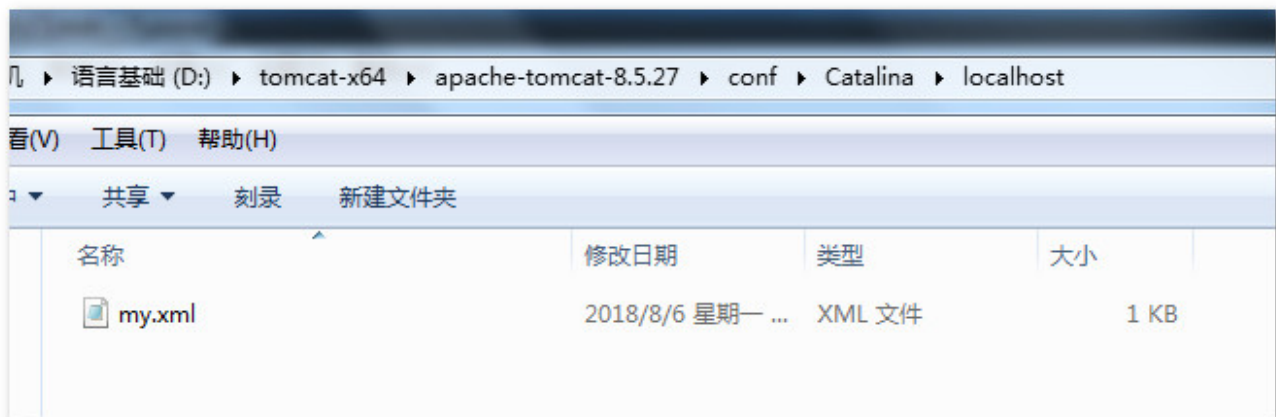 语言基础 (D:) ▸ tomcat-x64 ▸ apache-tomcat-8.5.27 ▸ conf ▸ Catalina ▸ localhost
看(V) 工具(T) 帮助(H)
共享 刻录 新建文件夹
名称 修改日期 类型 大小
my.xml 2018/8/6 星期一 ... XML 文件 1 KB